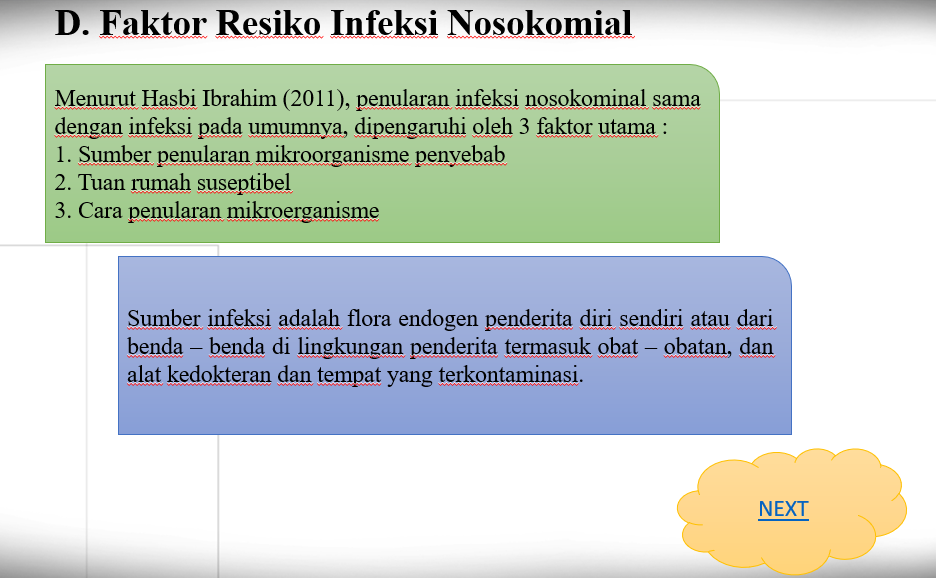 D. Faktor Resiko Infeksi Nosokomial
Menurut Hasbi Ibrahim (2011), penularan infeksi nosokominal sama
dengan infeksi pada umumnya, dipengaruhi oleh 3 faktor utama :
1. Sumber penularan mikroorganisme penyebab
2. Tuan rumah suseptibel
3. Cara penularan mikroerganisme
Sumber infeksi adalah flora endogen penderita diri sendiri atau dari
benda – benda di lingkungan penderita termasuk obat – obatan, dan
alat kedokteran dan tempat yang terkontaminasi.
NEXT